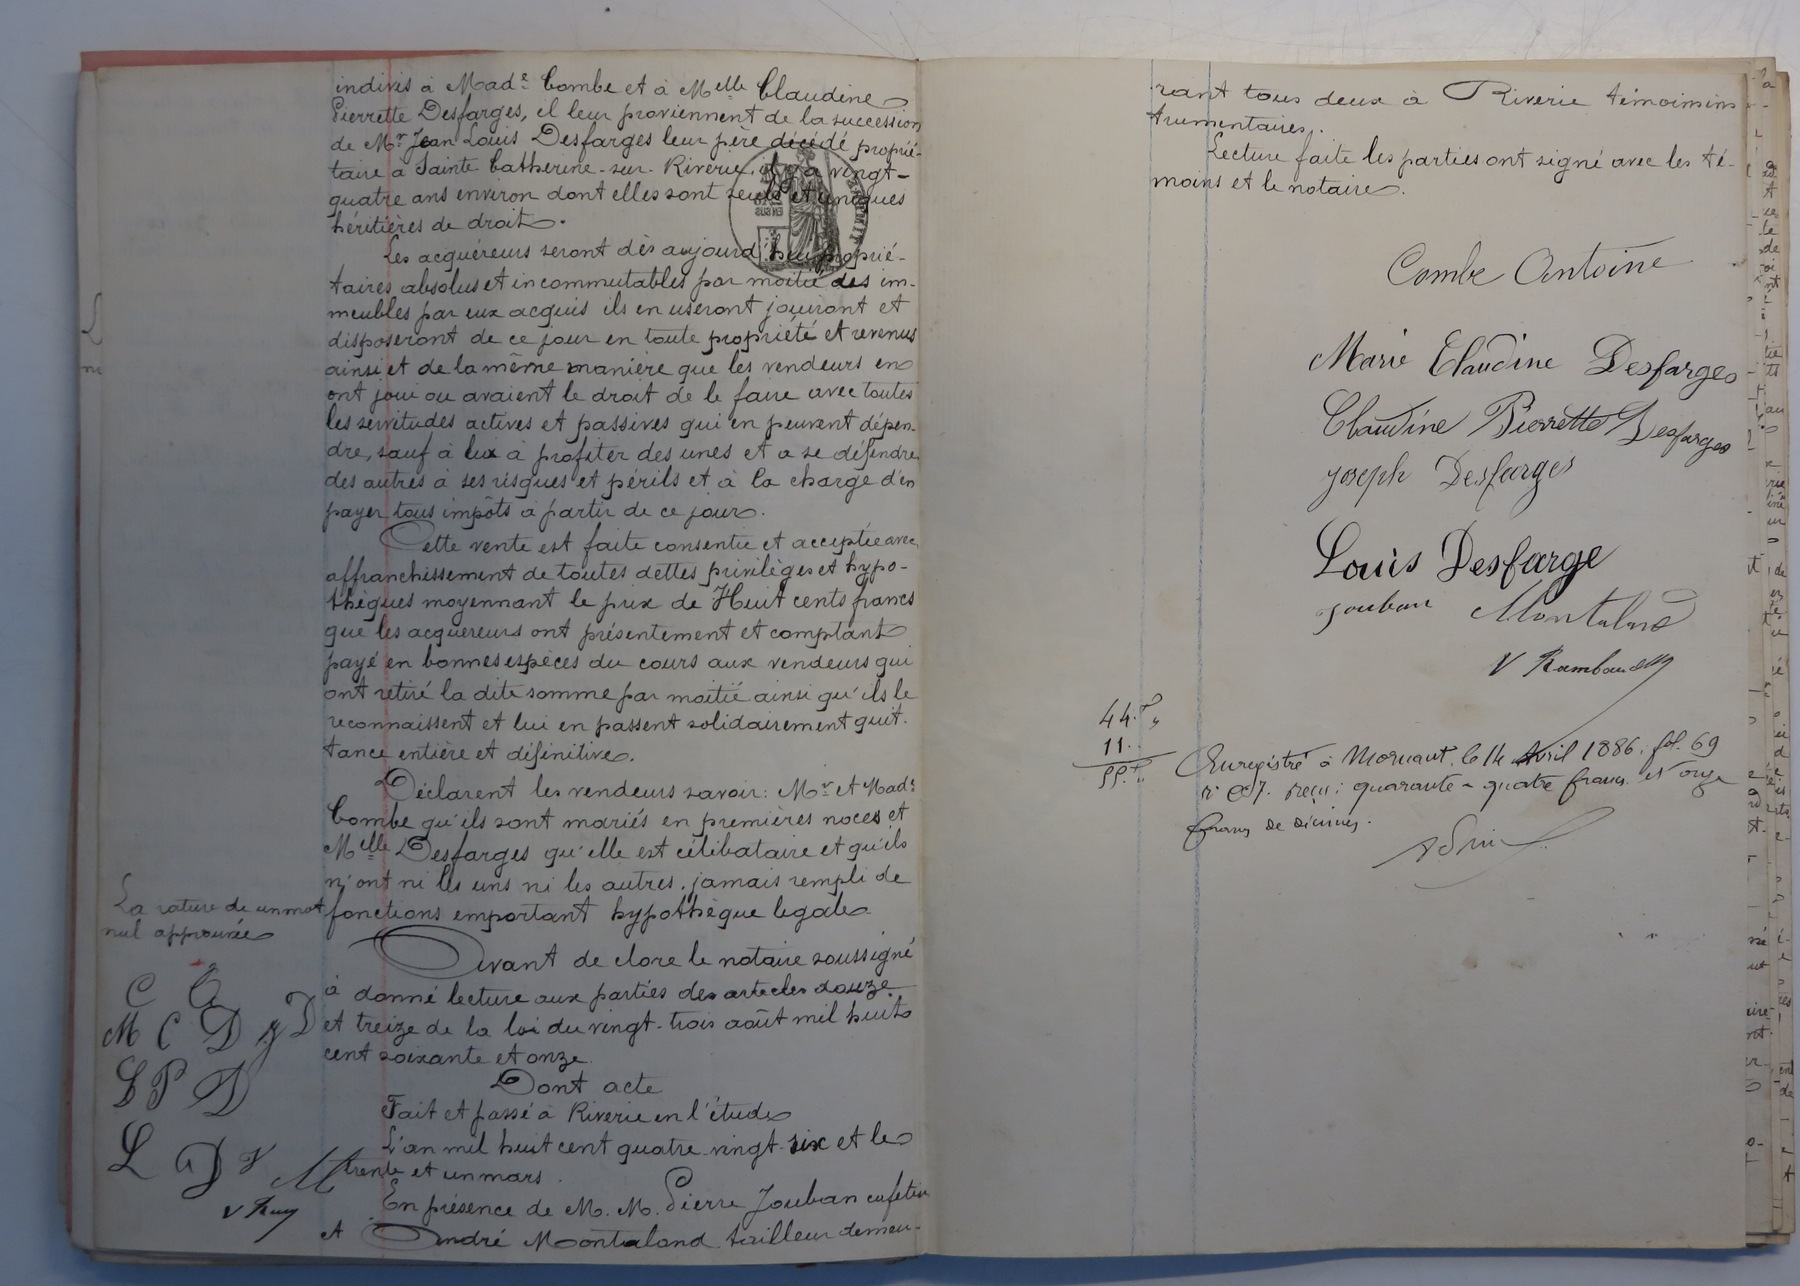 indivis à Mad.e Combe et à Melle Claudine
Pierrette Desfarges, il leur proviennent de la succession
de Mr Jean Louis Desfarges leur père décédé proprié-
taire à Sainte Catherine-sur-Riverie, il y a vingt-
quatre ans environ dont elles sont seules et uniques
héritières de droit.
Les acquéreurs seront dès aujourd'hui proprié-
taires absolus et incommutables par moitié des im-
meubles par eux acquis ils en useront jouiront et
disposeront de ce jour en toute propriété et revenus
ainsi et de la même manière que les vendeurs en
ont joui ou avaient le droit de le faire avec toutes
les servitudes actives et passives qui en peuvent dépen-
dre, sauf à lui à profiter des unes et a se défendre
des autres à ses risques et périls et à la charge d'en
payer tous impôts à partir de ce jour.
Cette vente est faite consentie et acceptée avec
affranchissement de toutes dettes privilèges et hypo-
thèques moyennant le prix de Huit cents francs
que les acquereurs ont présentement et comptant
payé en bonnes espèces du cours aux vendeurs qui
ont retiré la dite somme par moitié ainsi qu'ils le
reconnaissent et lui en passent solidairement quit-
tance entière et définitive.
Déclarent les vendeurs savoir: Mr et Made
Combe qu'ils sont mariés en premières noces et
Melle Desfarges qu'elle est célibataire et qu'ils
n'ont ni les uns ni les autres jamais rempli de
fonctions emportant hypothèque legale
Avant de clore le notaire soussigné
à donné lecture aux parties des articles douze
et treize de la loi du vingt-trois août mil huit
cent soixante et onze.
Dont acte
Fait et passé à Riverie en l'étude
L'an mil huit cent quatre-vingt-six et le
trente et un mars.
En présence de M. M. Pierre Jouban cafetier
et André Montaland tailleur demeu-
La rature de un mot
nul approuvée
C A
M C D J D
C P D
L D J M
V Ram
rant tous deux à Riverie témoimins
trumentaires.
Lecture faite les parties ont signé avec les té-
moins et le notaire.
Combe Antoine
Marie Claudine Desfarges
Claudine Pierrette Desfarges
Joseph Desfarges
Louis Desfarge
Jouban Montaland
V Rambaud
44.f
11.
55.f
Enregistré à Mornant, le 14 Avril 1886, fol. 69
reçu: quarante-quatre francs et onze
francs de décimes.